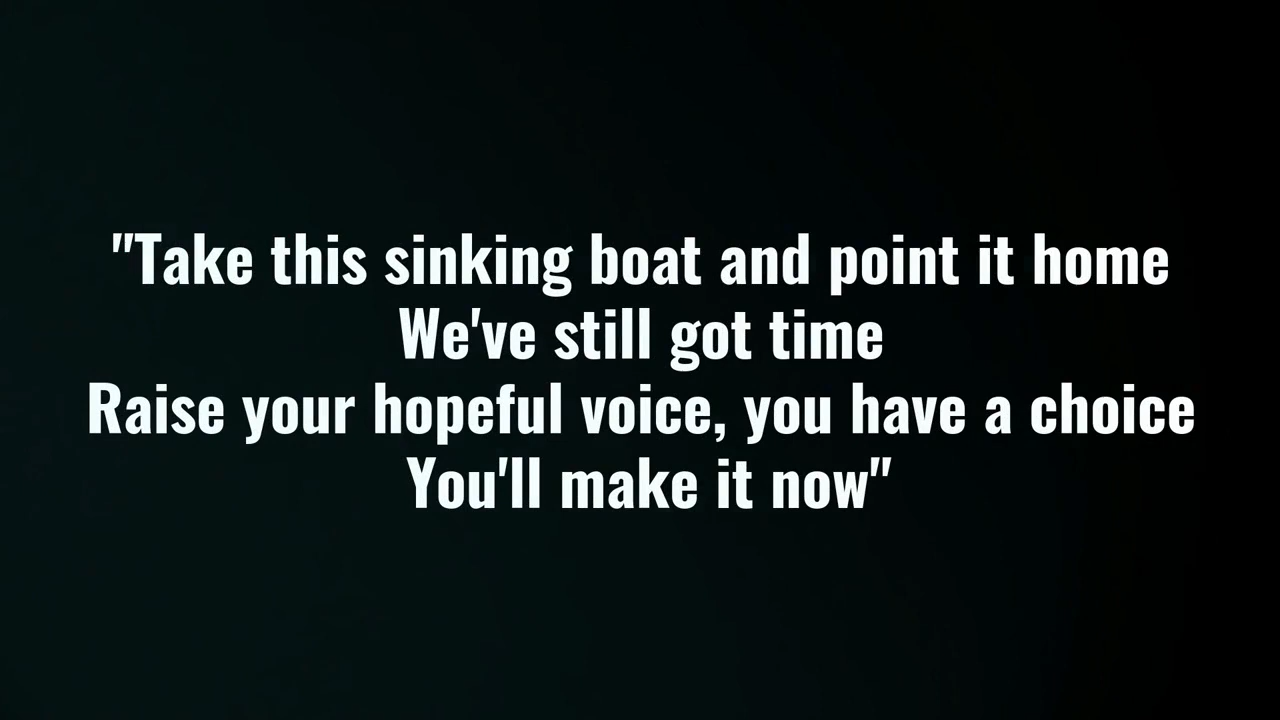 "Take this sinking boat and point it home
We've still got time
Raise your hopeful voice, you have a choice
You'll make it now"